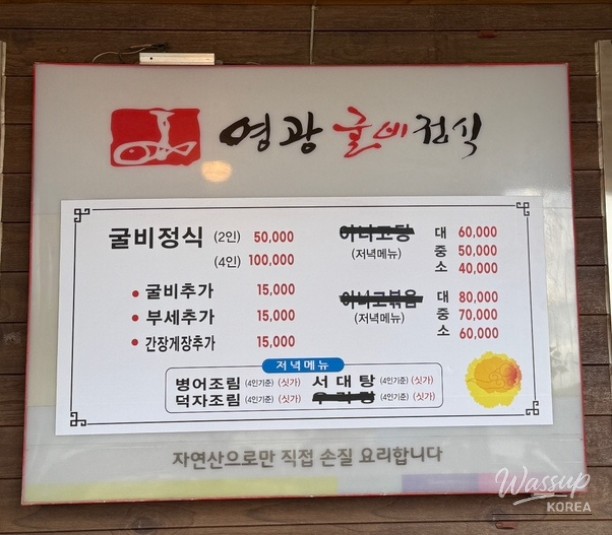 영광 굴비정식
굴비정식 (2인) 50,000
(4인) 100,000
• 굴비추가 15,000
• 부세추가 15,000
• 간장게장추가 15,000
대 60,000
(저녁메뉴) 중 50,000
소 40,000
대 80,000
(저녁메뉴) 중 70,000
소 60,000
저녁메뉴
병어조림 (4인기준) (싯가) 서대탕 (4인기준) (싯가)
덕자조림 (4인기준) (싯가) (4인기준) (싯가)
자연산으로만 직접 손질 요리합니다
Wassup
KOREA